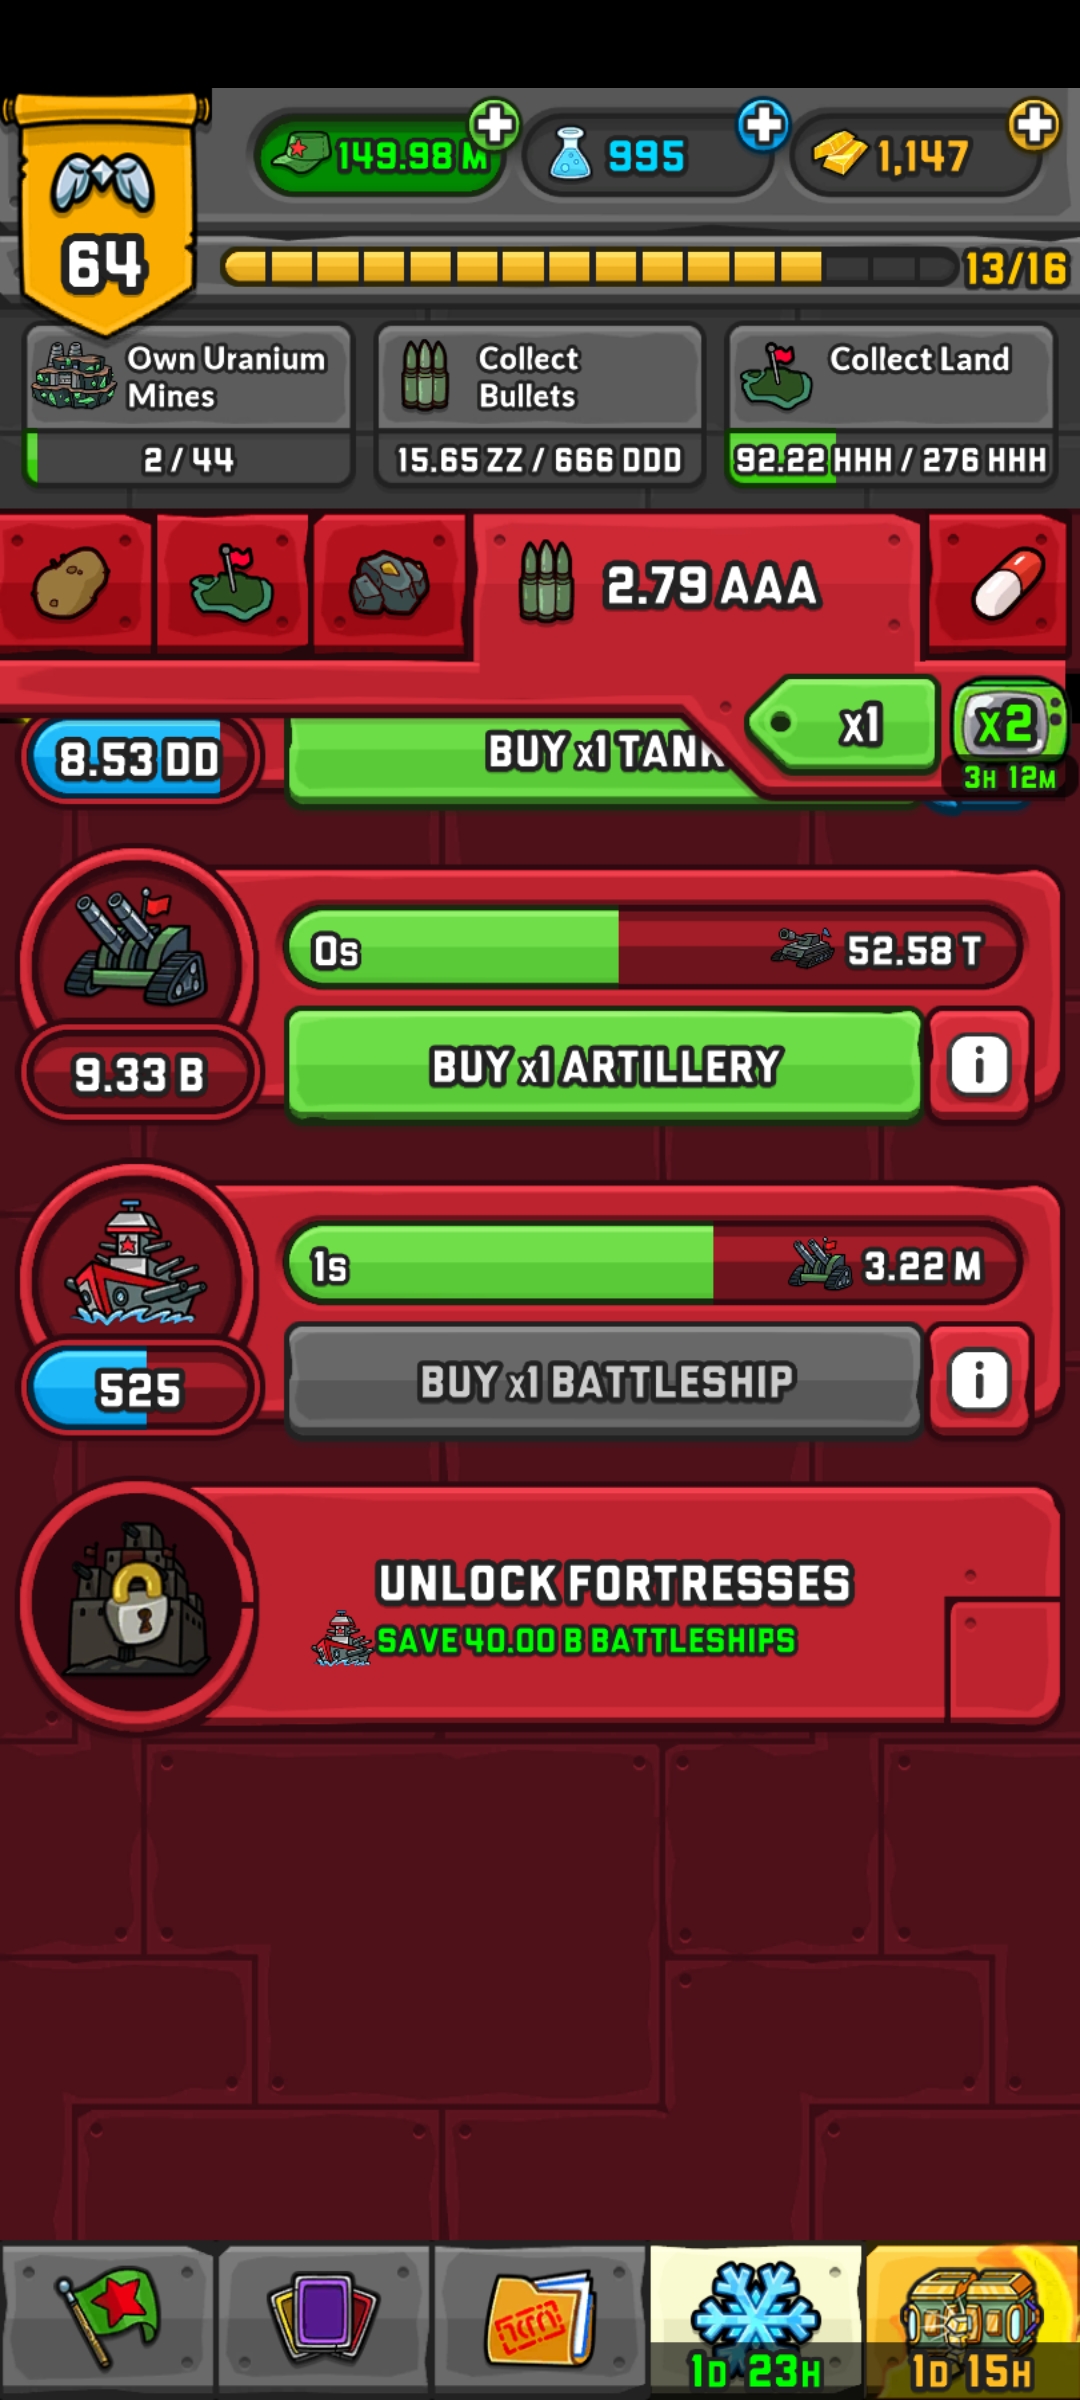 149.98 M
995
1,147
64
13/16
Own Uranium
Mines
Collect
Bullets
Collect Land
2 / 44
15.65 ZZ / 666 DDD
92.22 HHH / 276 HHH
2.79 AAA
x1
x2
3H 12M
8.53 DD
BUY x1 TANK
0s
52.58 T
9.33 B
BUY x1 ARTILLERY
i
1s
3.22 M
525
BUY x1 BATTLESHIP
i
UNLOCK FORTRESSES
SAVE 40.00 B BATTLESHIPS
1D 23H
1D 15H